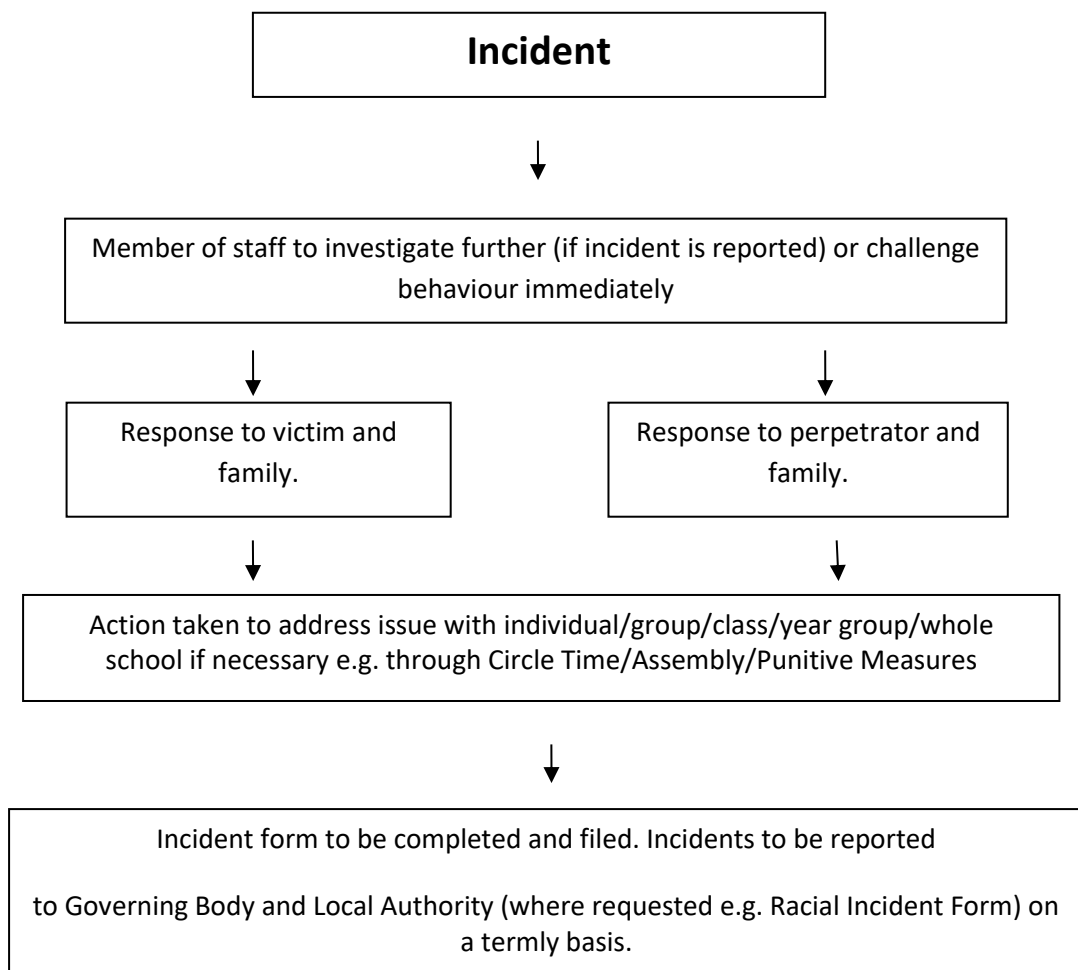 Incident
Member of staff to investigate further (if incident is reported) or challenge
behaviour immediately
Response to victim and
family.
Response to perpetrator and
family.
Action taken to address issue with individual/group/class/year group/whole
school if necessary e.g. through Circle Time/Assembly/Punitive Measures
Incident form to be completed and filed. Incidents to be reported
to Governing Body and Local Authority (where requested e.g. Racial Incident Form) on
a termly basis.